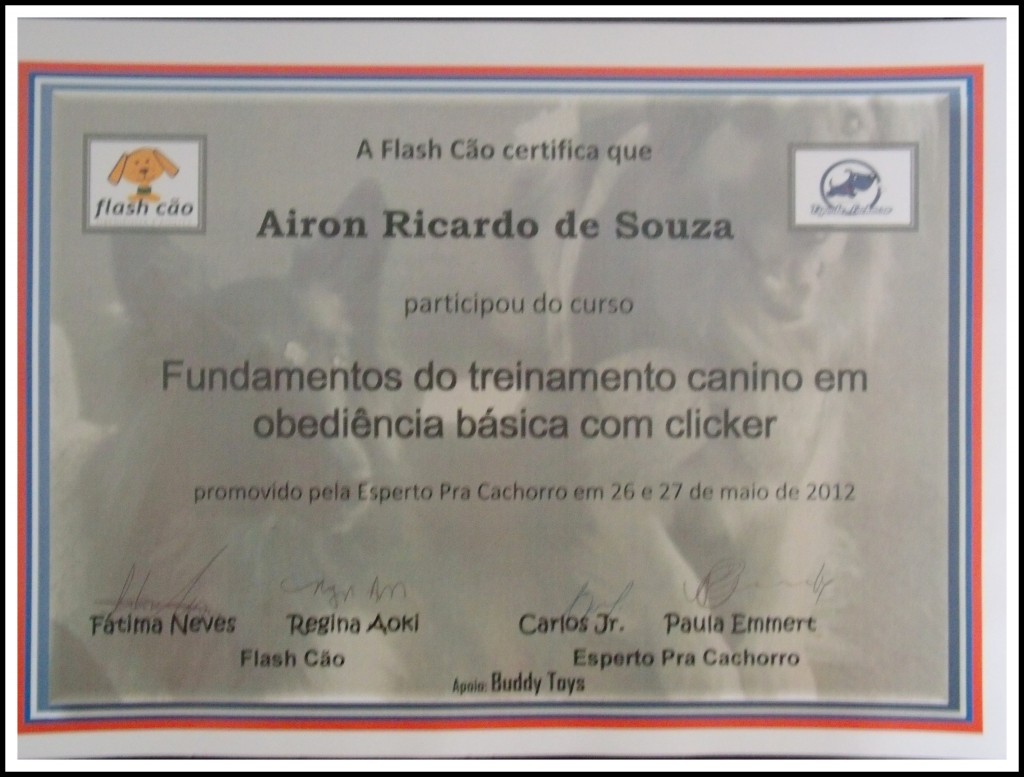 A Flash Cão certifica que
flash cão
Airon Ricardo de Souza
participou do curso
Fundamentos do treinamento canino em
obediência básica com clicker
promovido pela Esperto Pra Cachorro em 26 e 27 de maio de 2012
Fátima Neves Regina Aoki Carlos Jr. Paula Emmert
Flash Cão Esperto Pra Cachorro
Apoio: Buddy Toys